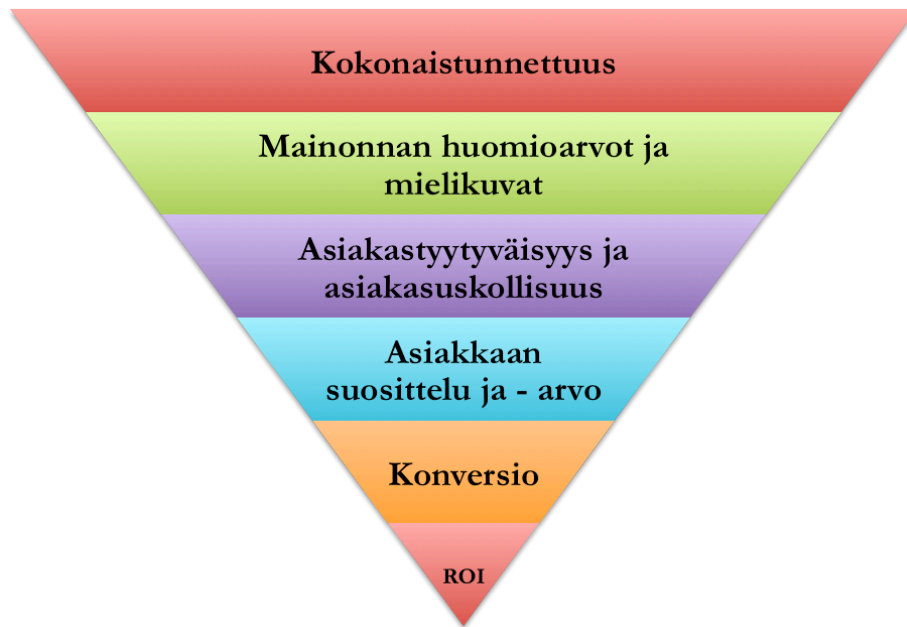 Kokonaistunnettuus
Mainonnan huomioarvot ja
mielikuvat
Asiakastyytyväisyys ja
asiakasuskollisuus
Asiakkaan
suosittelu ja - arvo
Konversio
ROI